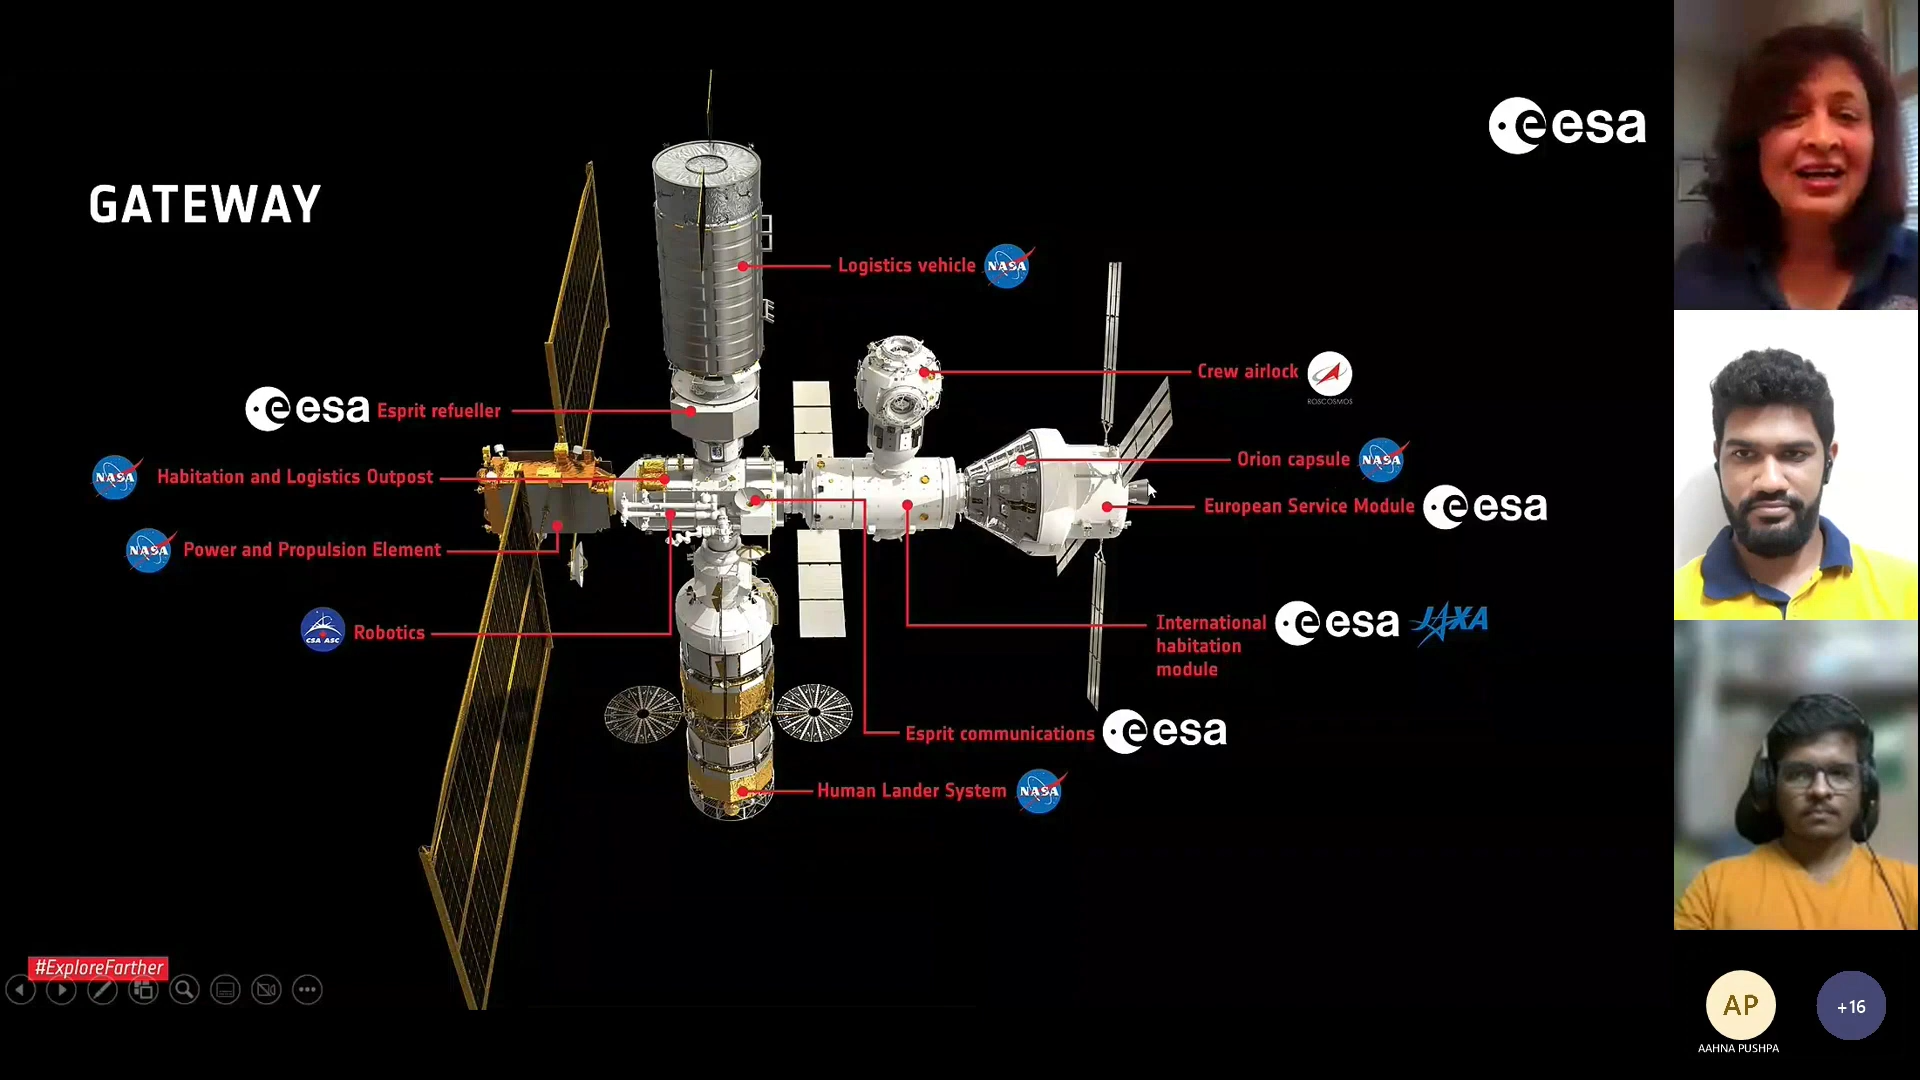 esa
GATEWAY
Logistics vehicle NASA
Crew airlock
ROSCOSMOS
esa Esprit refueller
Orion capsule NASA
NASA Habitation and Logistics Outpost
European Service Module esa
NASA Power and Propulsion Element
CSA ASC Robotics
International
habitation
module
esa JAXA
Esprit communications esa
Human Lander System NASA
#ExploreFarther
AP
+16
AAHNA PUSHPA